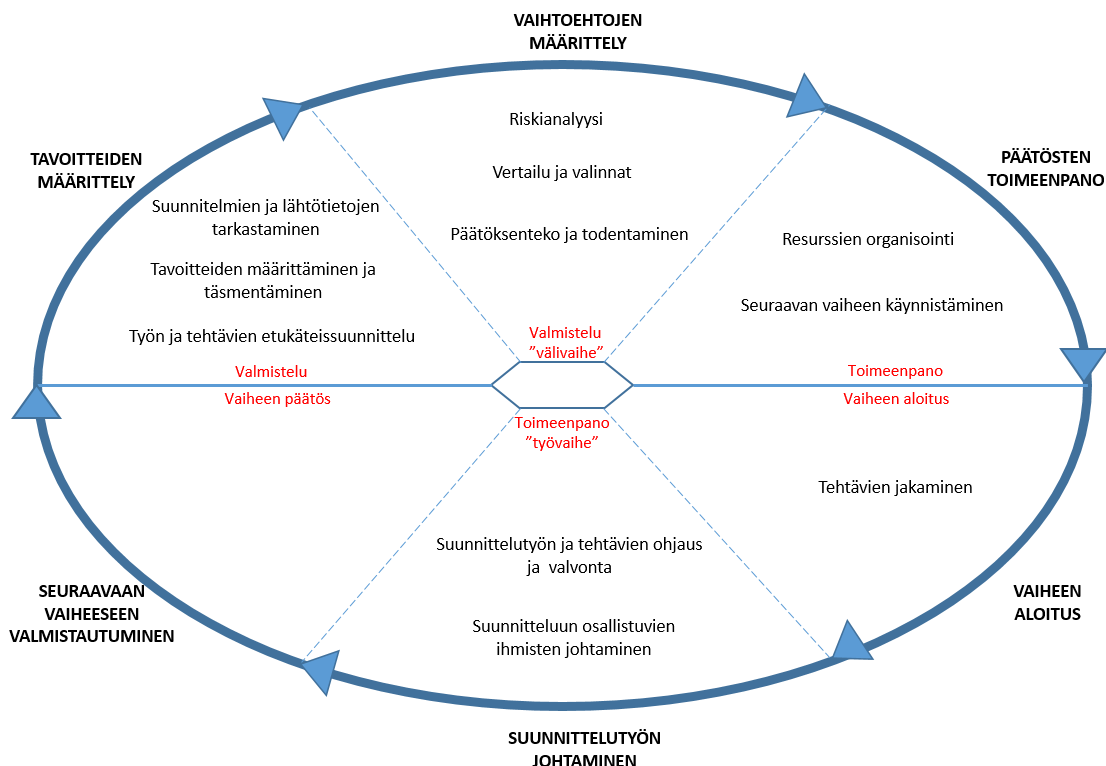 VAIHTOEHTOJEN
MÄÄRITTELY
Riskianalyysi
Vertailu ja valinnat
Päätöksenteko ja todentaminen
PÄÄTÖSTEN
TOIMEENPANO
Resurssien organisointi
Seuraavan vaiheen käynnistäminen
TAVOITTEIDEN
MÄÄRITTELY
Suunnitelmien ja lähtötietojen
tarkastaminen
Tavoitteiden määrittäminen ja
täsmentäminen
Työn ja tehtävien etukäteissuunnittelu
Valmistelu
”välivaihe”
Valmistelu
Vaiheen päätös
Toimeenpano
Vaiheen aloitus
Toimeenpano
”työvaihe”
Tehtävien jakaminen
VAIHEEN
ALOITUS
Suunnittelutyön ja tehtävien ohjaus
ja valvonta
Suunnitteluun osallistuvien
ihmisten johtaminen
SUUNNITTELUTYÖN
JOHTAMINEN
SEURAAVAAN
VAIHEESEEN
VALMISTAUTUMINEN